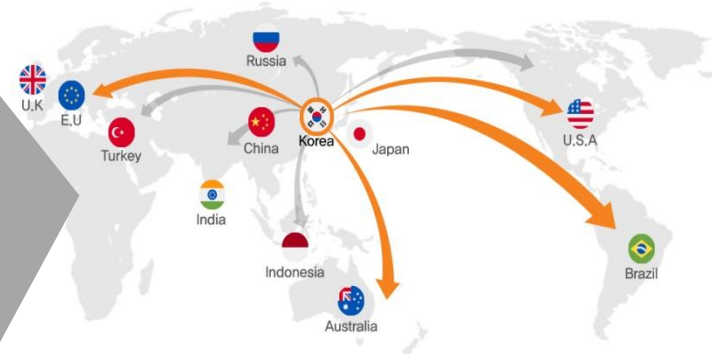 Russia
U.K
E.U
Turkey
China
Korea
Japan
U.S.A
India
Indonesia
Brazil
Australia